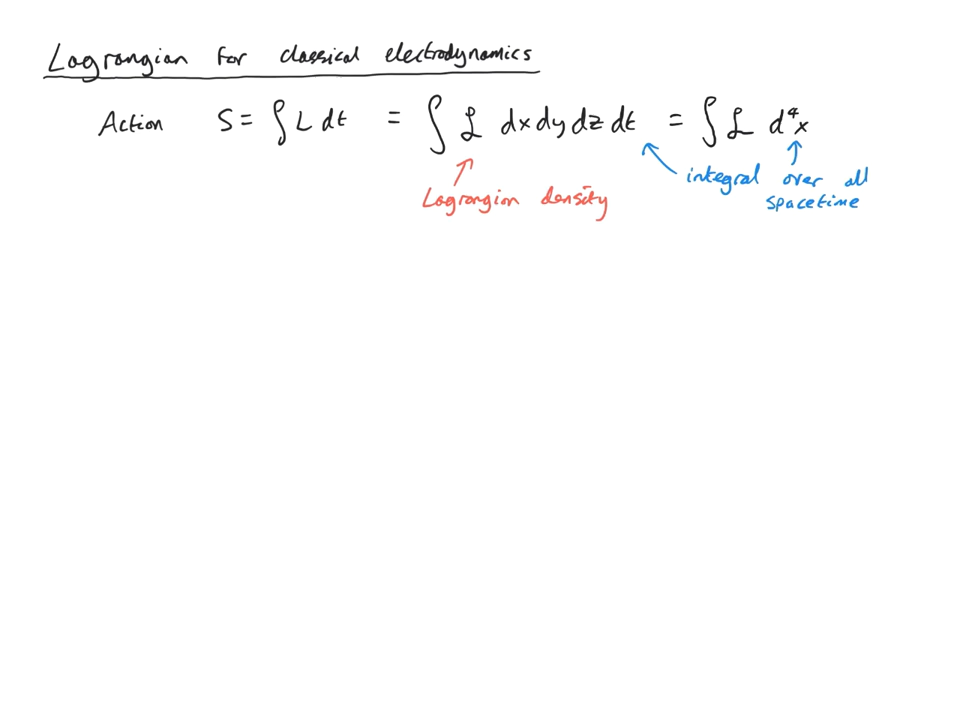 Lagrangian for classical electrodynamics
Action S = ∫ L dt = ∫ ℒ dx dy dz dt = ∫ ℒ d⁴x
integral over all
spacetime
Lagrangian density